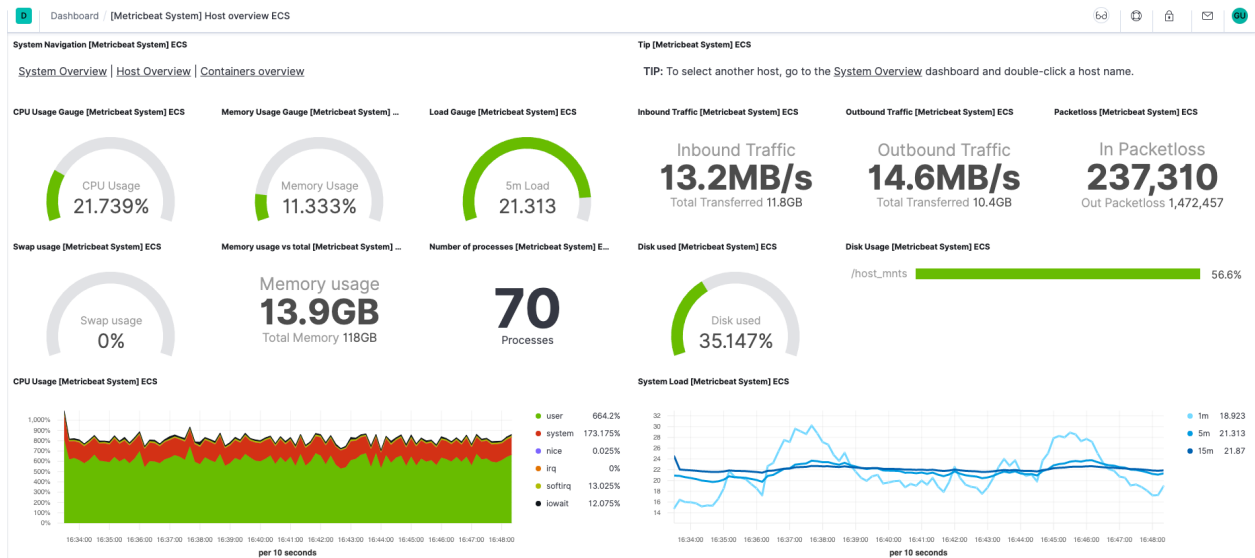 D Dashboard / [Metricbeat System] Host overview ECS GU
System Navigation [Metricbeat System] ECS
System Overview | Host Overview | Containers overview
Tip [Metricbeat System] ECS
TIP: To select another host, go to the System Overview dashboard and double-click a host name.
CPU Usage Gauge [Metricbeat System] ECS
CPU Usage
21.739%
Memory Usage Gauge [Metricbeat System] ...
Memory Usage
11.333%
Load Gauge [Metricbeat System] ECS
5m Load
21.313
Inbound Traffic [Metricbeat System] ECS
Inbound Traffic
13.2MB/s
Total Transferred 11.8GB
Outbound Traffic [Metricbeat System] ECS
Outbound Traffic
14.6MB/s
Total Transferred 10.4GB
Packetloss [Metricbeat System] ECS
In Packetloss
237,310
Out Packetloss 1,472,457
Swap usage [Metricbeat System] ECS
Swap usage
0%
Memory usage vs total [Metricbeat System] ...
Memory usage
13.9GB
Total Memory 118GB
Number of processes [Metricbeat System] E...
70
Processes
Disk used [Metricbeat System] ECS
Disk used
35.147%
Disk Usage [Metricbeat System] ECS
/host_mnts 56.6%
CPU Usage [Metricbeat System] ECS
1,000%
900%
800%
700%
600%
500%
400%
300%
200%
100%
0%
16:34:00 16:35:00 16:36:00 16:37:00 16:38:00 16:39:00 16:40:00 16:41:00 16:42:00 16:43:00 16:44:00 16:45:00 16:46:00 16:47:00 16:48:00
per 10 seconds
user 664.2%
system 173.175%
nice 0.025%
irq 0%
softirq 13.025%
iowait 12.075%
System Load [Metricbeat System] ECS
32
30
28
26
24
22
20
18
16
14
16:34:00 16:35:00 16:36:00 16:37:00 16:38:00 16:39:00 16:40:00 16:41:00 16:42:00 16:43:00 16:44:00 16:45:00 16:46:00 16:47:00 16:48:00
per 10 seconds
1m 18.923
5m 21.313
15m 21.87